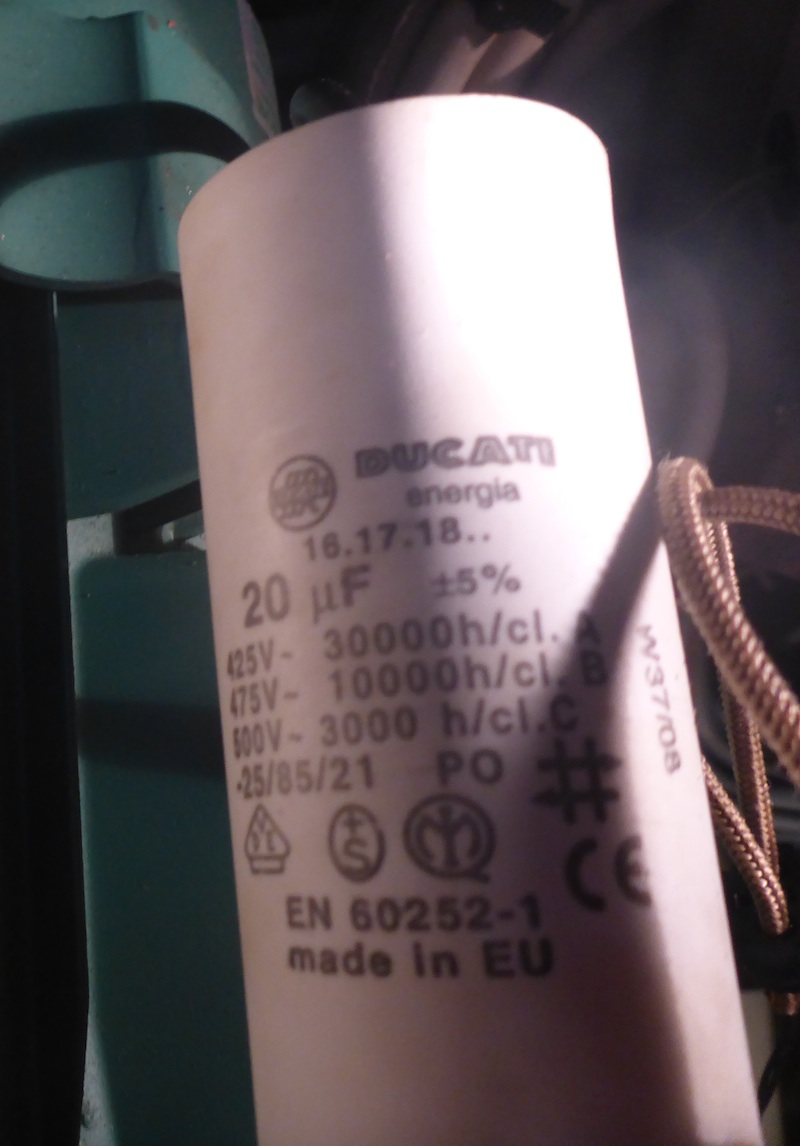 DUCATI
energia
16.17.18..
20 µF ±5%
425V~ 30000h/cl. A
475V~ 10000h/cl. B
500V~ 3000 h/cl.C
-25/85/21 PO
S
CE
EN 60252-1
made in EU
W37/08